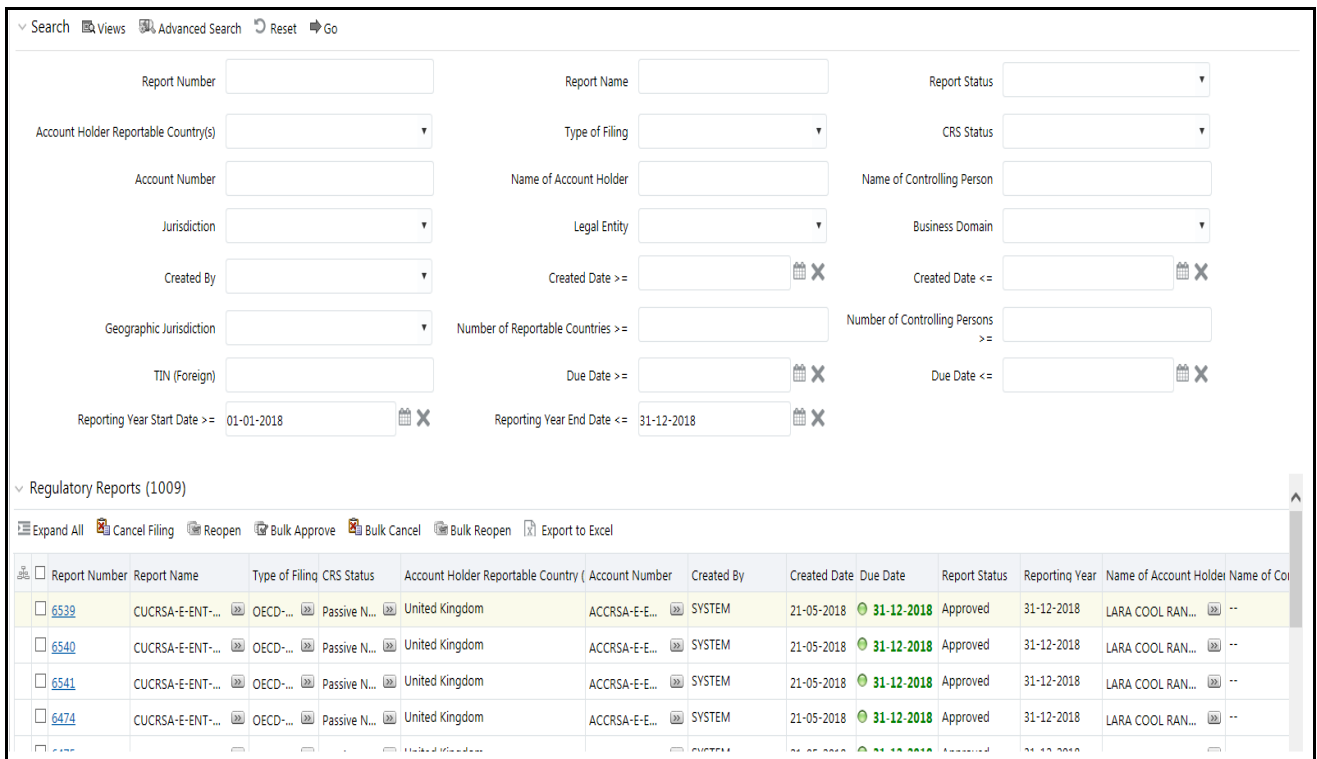 Search Views Advanced Search Reset Go
Report Number Report Name Report Status
Account Holder Reportable Country(s) Type of Filing CRS Status
Account Number Name of Account Holder Name of Controlling Person
Jurisdiction Legal Entity Business Domain
Created By Created Date >= Created Date <=
Geographic Jurisdiction Number of Reportable Countries >= Number of Controlling Persons
>=
TIN (Foreign) Due Date >= Due Date <=
Reporting Year Start Date >= 01-01-2018 Reporting Year End Date <= 31-12-2018
Regulatory Reports (1009)
Expand All Cancel Filing Reopen Bulk Approve Bulk Cancel Bulk Reopen Export to Excel
Report Number Report Name Type of Filing CRS Status Account Holder Reportable Country ( Account Number Created By Created Date Due Date Report Status Reporting Year Name of Account Holder Name of Co
6539 CUCRSA-E-ENT-... OECD-... Passive N... United Kingdom ACCRSA-E-E... SYSTEM 21-05-2018 31-12-2018 Approved 31-12-2018 LARA COOL RAN... --
6540 CUCRSA-E-ENT-... OECD-... Passive N... United Kingdom ACCRSA-E-E... SYSTEM 21-05-2018 31-12-2018 Approved 31-12-2018 LARA COOL RAN... --
6541 CUCRSA-E-ENT-... OECD-... Passive N... United Kingdom ACCRSA-E-E... SYSTEM 21-05-2018 31-12-2018 Approved 31-12-2018 LARA COOL RAN... --
6474 CUCRSA-E-ENT-... OECD-... Passive N... United Kingdom ACCRSA-E-E... SYSTEM 21-05-2018 31-12-2018 Approved 31-12-2018 LARA COOL RAN... --